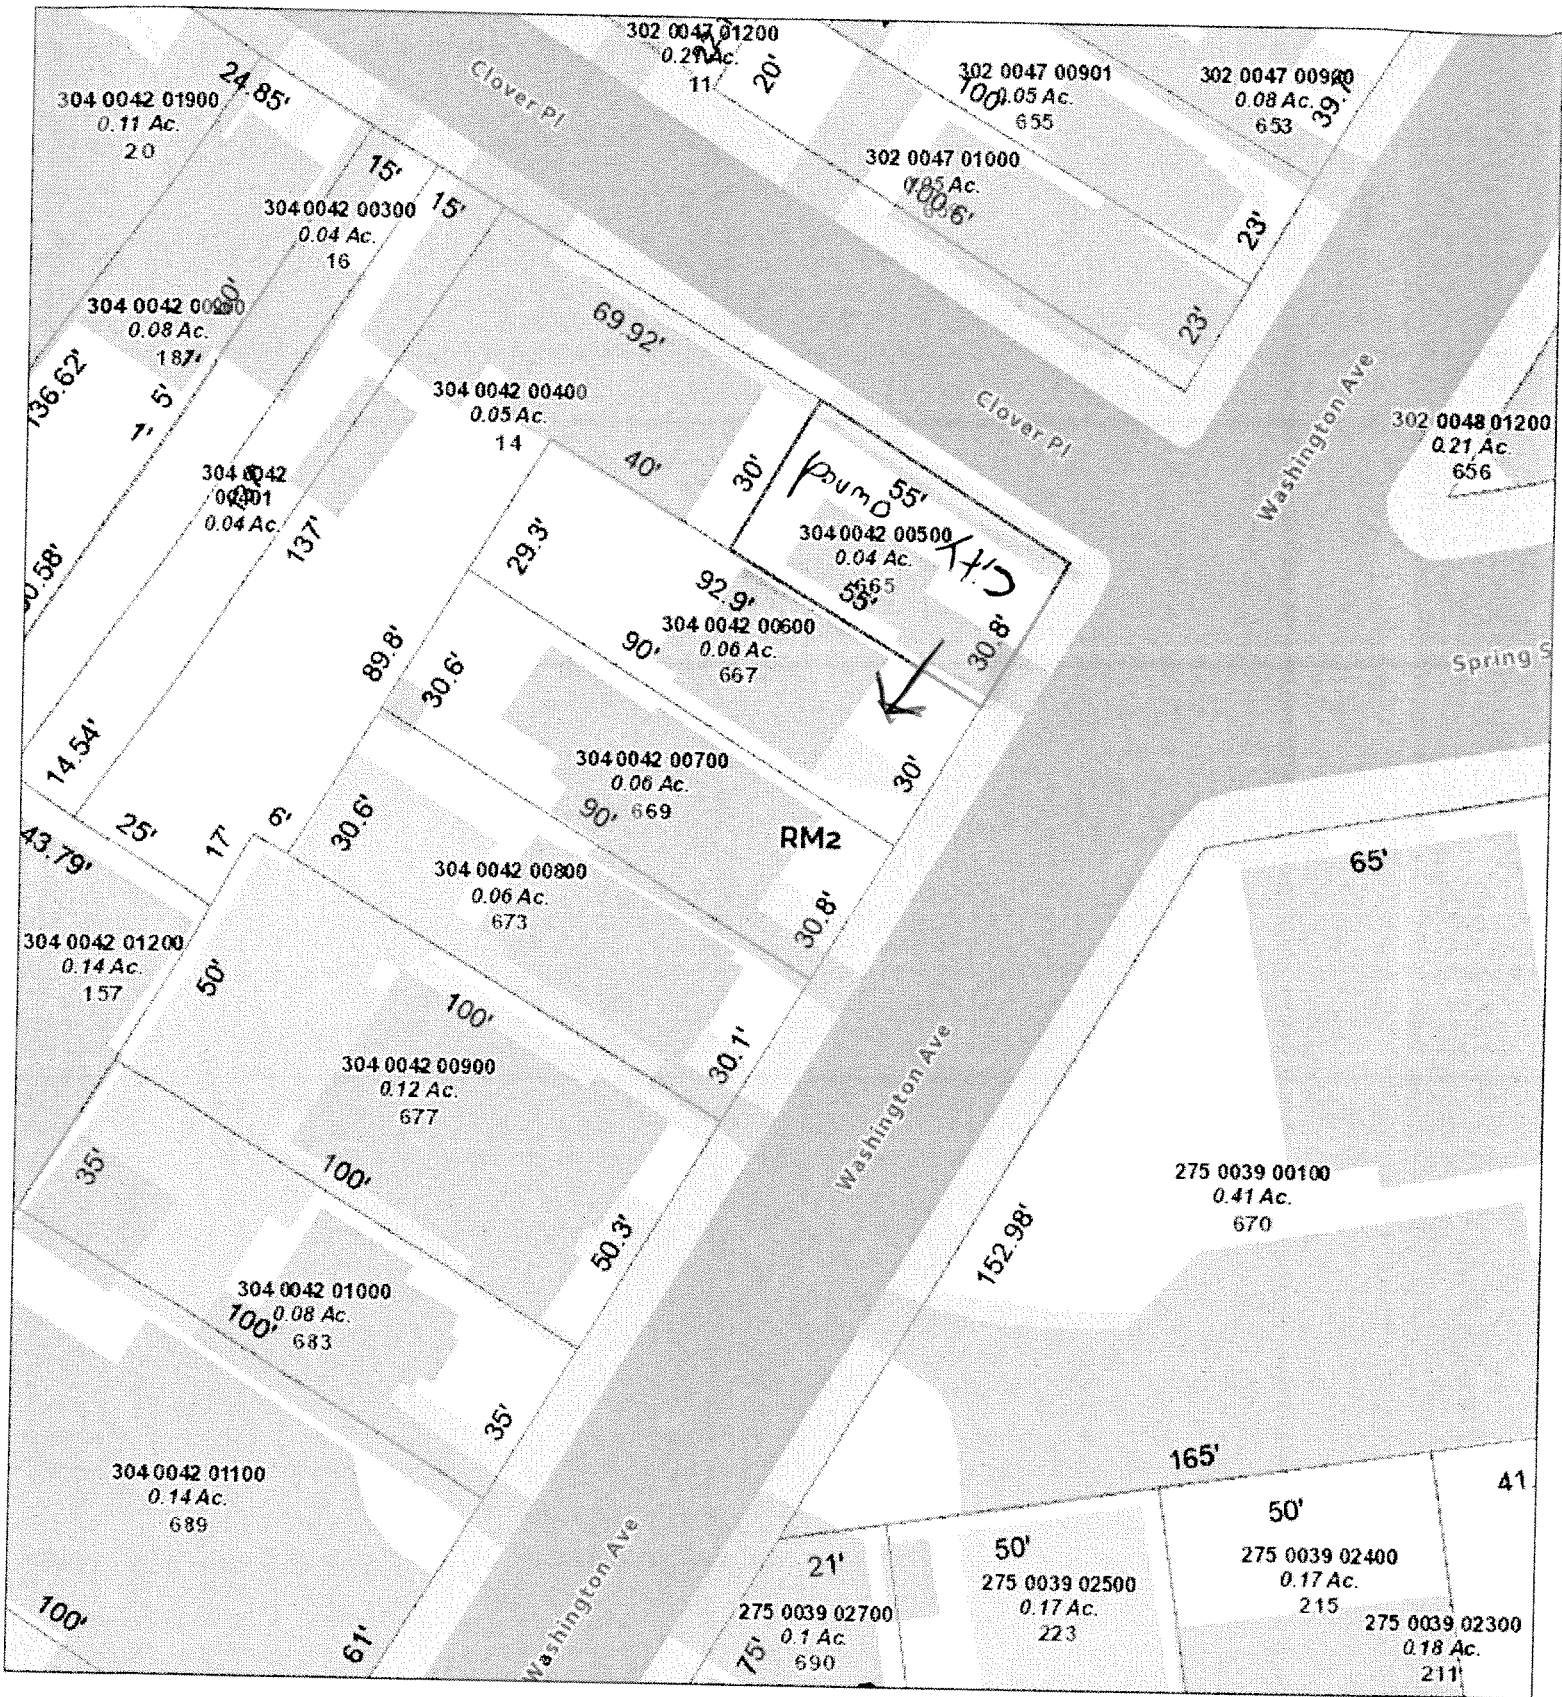 302 0047 01200
0.21 Ac.
11
20'
302 0047 00901
0.05 Ac.
655
100'
302 0047 00900
0.08 Ac.
653
Clover Pl
24.85'
304 0042 01900
0.11 Ac.
20
302 0047 01000
0.05 Ac.
100.6'
23'
23'
15'
15'
304 0042 00300
0.04 Ac.
16
304 0042
0.08 Ac.
187
136.62'
5'
1'
69.92'
304 0042 00400
0.05 Ac.
14
40'
30'
Clover Pl
Washington Ave
302 0048 01200
0.21 Ac.
656
55'
City Owned
304 0042 00500
0.04 Ac.
665
55'
30.8'
304 0042
00401
0.04 Ac.
137'
29.3'
92.9'
304 0042 00600
0.06 Ac.
667
90'
30'
Spring S
89.8'
30.6'
304 0042 00700
0.06 Ac.
669
90'
RM2
30.8'
14.54'
25'
17'
6'
30.6'
43.79'
304 0042 00800
0.06 Ac.
673
65'
304 0042 01200
0.14 Ac.
157
50'
100'
30.1'
304 0042 00900
0.12 Ac.
677
Washington Ave
35'
100'
50.3'
275 0039 00100
0.41 Ac.
670
152.98'
304 0042 01000
0.08 Ac.
683
100'
35'
304 0042 01100
0.14 Ac.
689
165'
41
50'
275 0039 02400
0.17 Ac.
215
50'
275 0039 02500
0.17 Ac.
223
21'
275 0039 02700
0.1 Ac.
690
75'
275 0039 02300
0.18 Ac.
211
100'
61'
Washington Ave